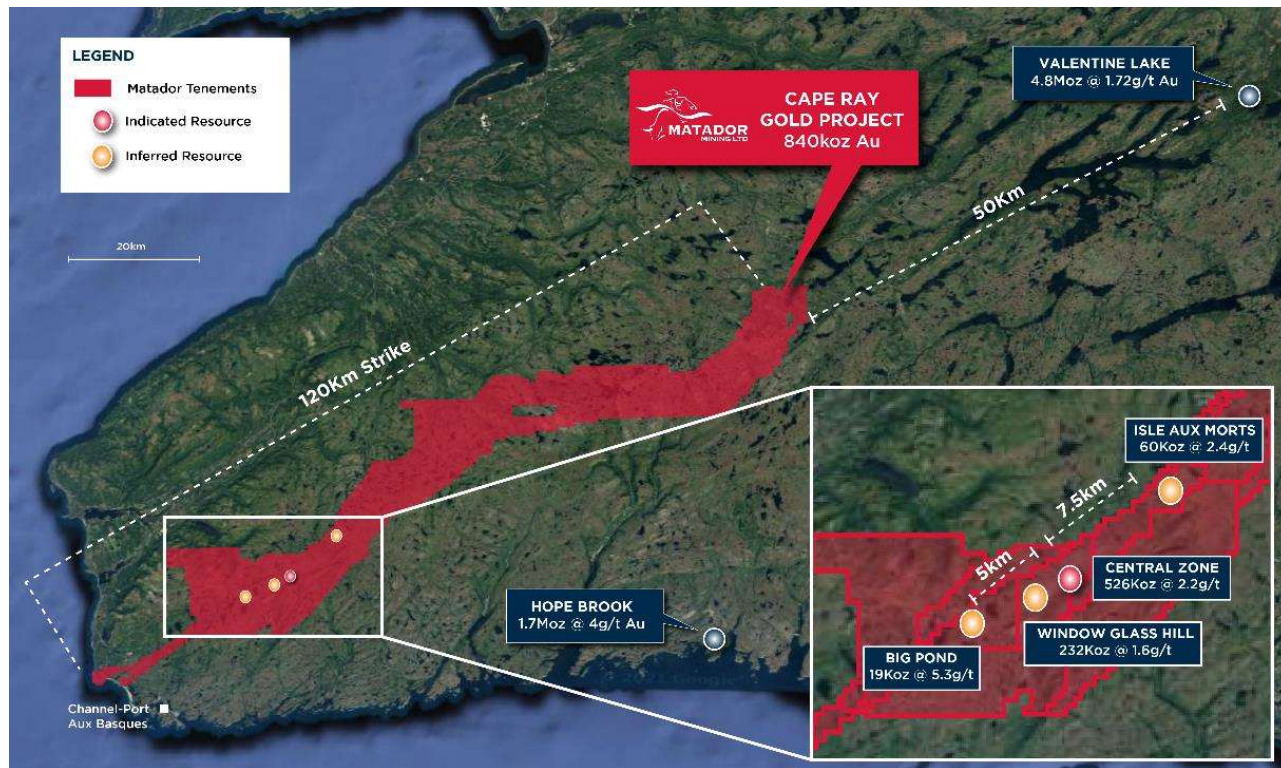 LEGEND
Matador Tenements
Indicated Resource
Inferred Resource
20km
VALENTINE LAKE
4.8Moz @ 1.72g/t Au
MATADOR
MINING LTD
CAPE RAY
GOLD PROJECT
840koz Au
50Km
120Km Strike
HOPE BROOK
1.7Moz @ 4g/t Au
Channel-Port
Aux Basques
ISLE AUX MORTS
60Koz @ 2.4g/t
7.5km
5km
CENTRAL ZONE
526Koz @ 2.2g/t
WINDOW GLASS HILL
232Koz @ 1.6g/t
BIG POND
19Koz @ 5.3g/t
© 2021 Google